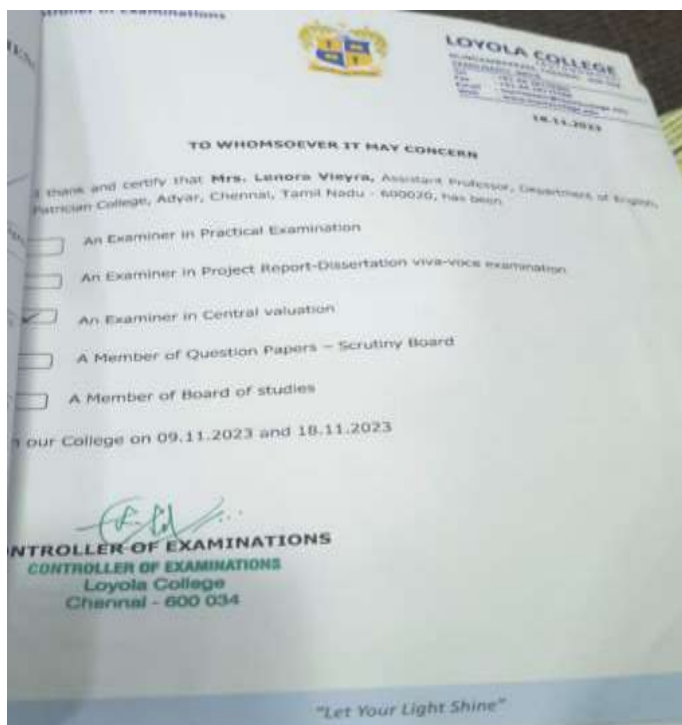 troller of Examinations
LOYOLA COLLEGE
18.11.2023
TO WHOMSOEVER IT MAY CONCERN
I thank and certify that Mrs. Lenora Vieyra, Assistant Professor, Department of English,
Patrician College, Adyar, Chennai, Tamil Nadu - 600020, has been
An Examiner in Practical Examination
An Examiner in Project Report-Dissertation viva-voce examination
An Examiner in Central valuation
A Member of Question Papers – Scrutiny Board
A Member of Board of studies
n our College on 09.11.2023 and 18.11.2023
NTROLLER OF EXAMINATIONS
CONTROLLER OF EXAMINATIONS
Loyola College
Chennai - 600 034
"Let Your Light Shine"